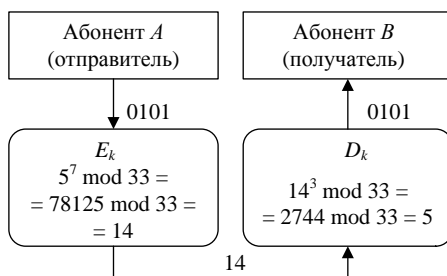 Абонент A
(отправитель)
Абонент B
(получатель)
0101
0101
E_k
5^7 mod 33 =
= 78125 mod 33 =
= 14
D_k
14^3 mod 33 =
= 2744 mod 33 = 5
14